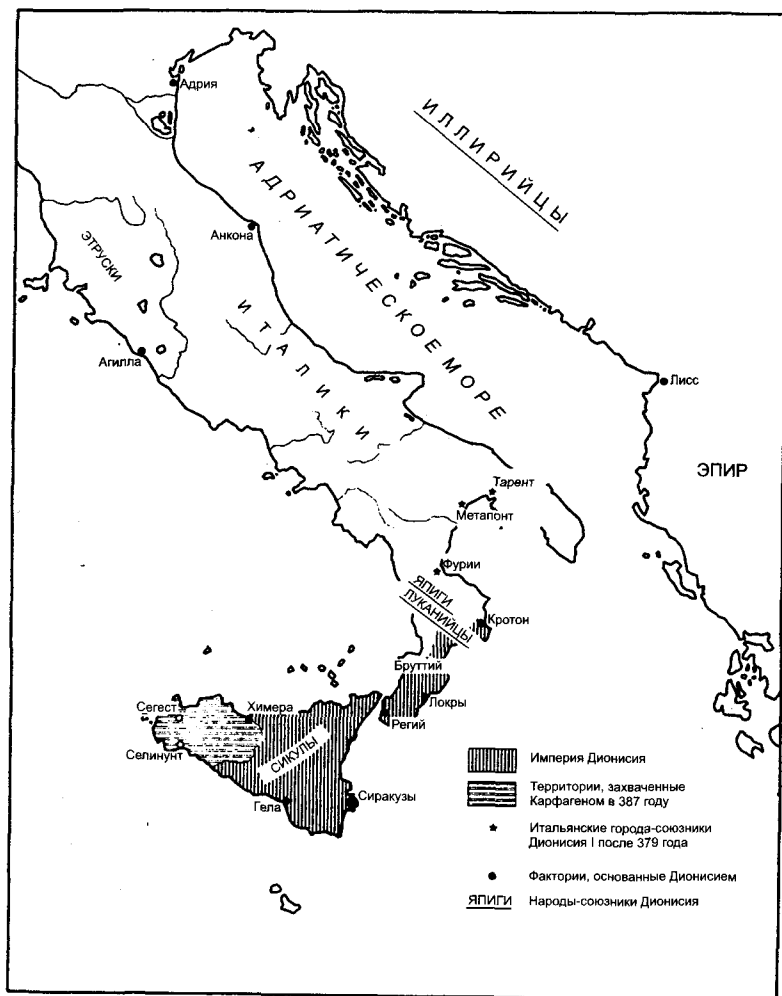 Адрия
ИЛЛИРИЙЦЫ
АДРИАТИЧЕСКОЕ МОРЕ
Анкона
ЭТРУСКИ
ИТАЛИКИ
Агилла
Лисс
ЭПИР
Тарент
Метапонт
Фурии
ЯПИГИ
ЛУКАНИЙЦЫ
Кротон
Бруттий
Локры
Регий
Сегест
Химера
Селинунт
СИКУЛЫ
Гела
Сиракузы
Империя Дионисия
Территории, захваченные
Карфагеном в 387 году
Итальянские города-союзники
Дионисия I после 379 года
Фактории, основанные Дионисием
ЯПИГИ Народы-союзники Дионисия